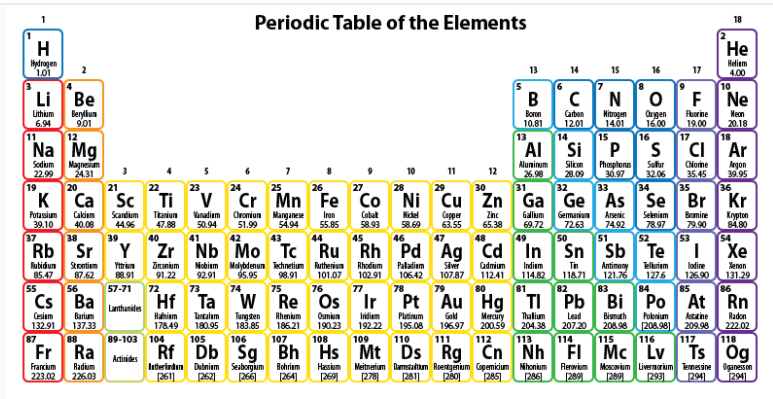 1 Periodic Table of the Elements 18
1 2
H He
Hydrogen Helium
1.01 2 13 14 15 16 17 4.00
3 4 5 6 7 8 9 10
Li Be B C N O F Ne
Lithium Beryllium Boron Carbon Nitrogen Oxygen Fluorine Neon
6.94 9.01 10.81 12.01 14.01 16.00 19.00 20.18
11 12 13 14 15 16 17 18
Na Mg Al Si P S Cl Ar
Sodium Magnesium Aluminum Silicon Phosphorus Sulfur Chlorine Argon
22.99 24.31 3 4 5 6 7 8 9 10 11 12 26.98 28.09 30.97 32.06 35.45 39.95
19 20 21 22 23 24 25 26 27 28 29 30 31 32 33 34 35 36
K Ca Sc Ti V Cr Mn Fe Co Ni Cu Zn Ga Ge As Se Br Kr
Potassium Calcium Scandium Titanium Vanadium Chromium Manganese Iron Cobalt Nickel Copper Zinc Gallium Germanium Arsenic Selenium Bromine Krypton
39.10 40.08 44.96 47.88 50.94 51.99 54.94 55.85 58.93 58.69 63.55 65.38 69.72 72.63 74.92 78.97 79.90 84.80
37 38 39 40 41 42 43 44 45 46 47 48 49 50 51 52 53 54
Rb Sr Y Zr Nb Mo Tc Ru Rh Pd Ag Cd In Sn Sb Te I Xe
Rubidium Strontium Yttrium Zirconium Niobium Molybdenum Technetium Ruthenium Rhodium Palladium Silver Cadmium Indium Tin Antimony Tellurium Iodine Xenon
85.47 87.62 88.91 91.22 92.91 95.95 98.91 101.07 102.91 106.42 107.87 112.41 114.82 118.71 121.76 127.6 126.90 131.29
55 56 57-71 72 73 74 75 76 77 78 79 80 81 82 83 84 85 86
Cs Ba Lanthanides Hf Ta W Re Os Ir Pt Au Hg Tl Pb Bi Po At Rn
Cesium Barium Hafnium Tantalum Tungsten Rhenium Osmium Iridium Platinum Gold Mercury Thallium Lead Bismuth Polonium Astatine Radon
132.91 137.33 178.49 180.95 183.85 186.21 190.23 192.22 195.08 196.97 200.59 204.38 207.20 208.98 [208.98] 209.98 222.02
87 88 89-103 104 105 106 107 108 109 110 111 112 113 114 115 116 117 118
Fr Ra Actinides Rf Db Sg Bh Hs Mt Ds Rg Cn Nh Fl Mc Lv Ts Og
Francium Radium Rutherfordium Dubnium Seaborgium Bohrium Hassium Meitnerium Darmstadtium Roentgenium Copernicium Nihonium Flerovium Moscovium Livermorium Tennessine Oganesson
223.02 226.03 [261] [262] [266] [264] [269] [278] [281] [280] [285] [286] [289] [289] [293] [294] [294]